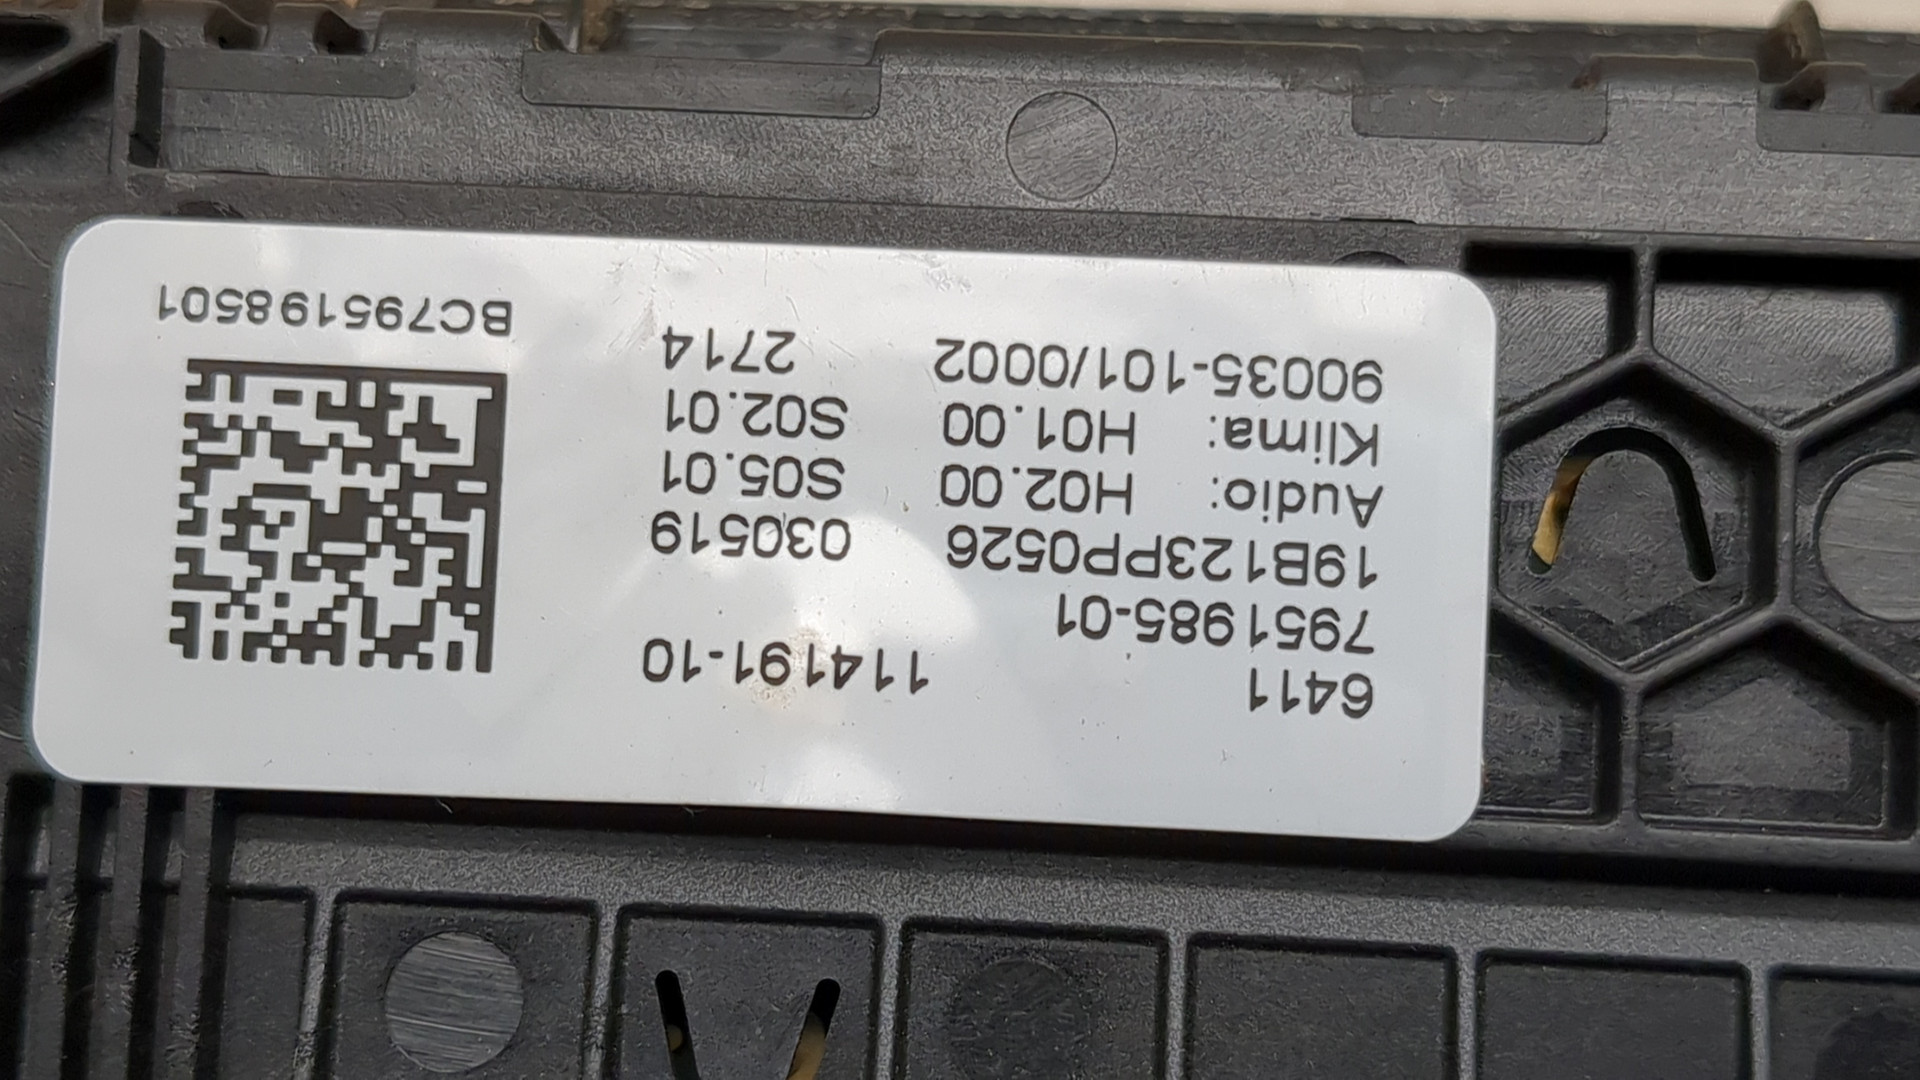 6411 114191-10
7951985-01
19B123PP0526 030519
Audio: H02.00 S05.01
Klima: H01.00 S02.01
90035-101/0002 2714
BC795198501